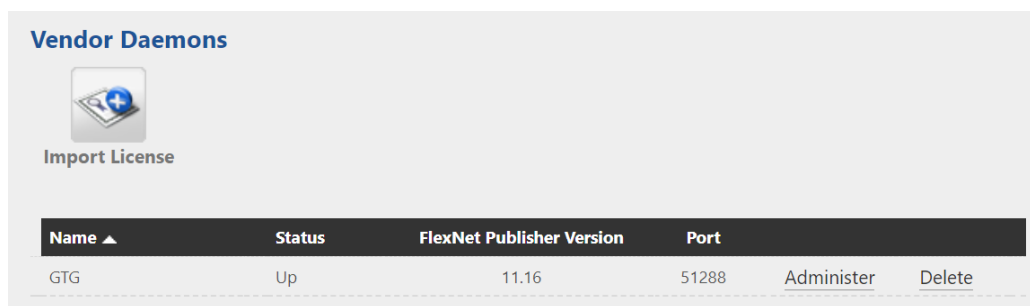 Vendor Daemons
Import License
Name Status FlexNet Publisher Version Port
GTG Up 11.16 51288 Administer Delete